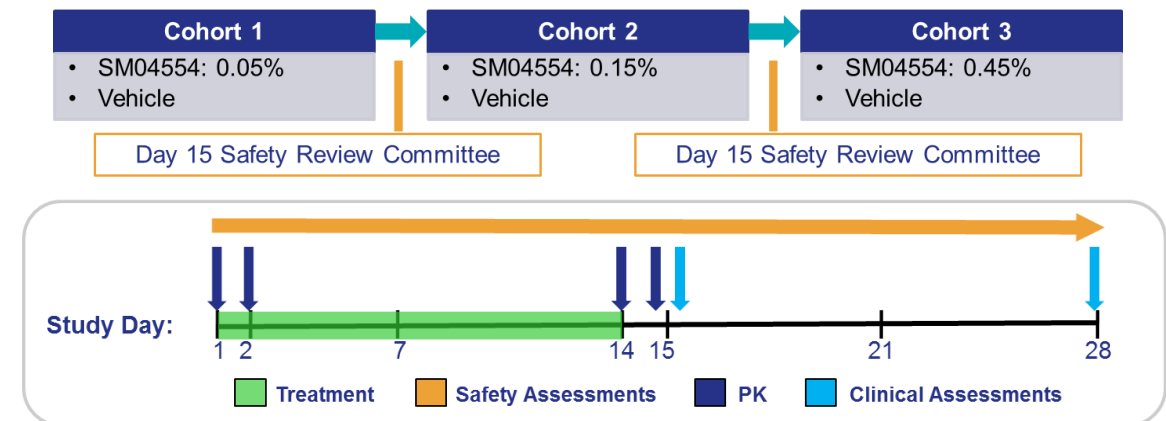 Cohort 1
Cohort 2
Cohort 3
• SM04554: 0.05%
• Vehicle
• SM04554: 0.15%
• Vehicle
• SM04554: 0.45%
• Vehicle
Day 15 Safety Review Committee
Day 15 Safety Review Committee
Study Day:
1 2 7 14 15 21 28
Treatment Safety Assessments PK Clinical Assessments